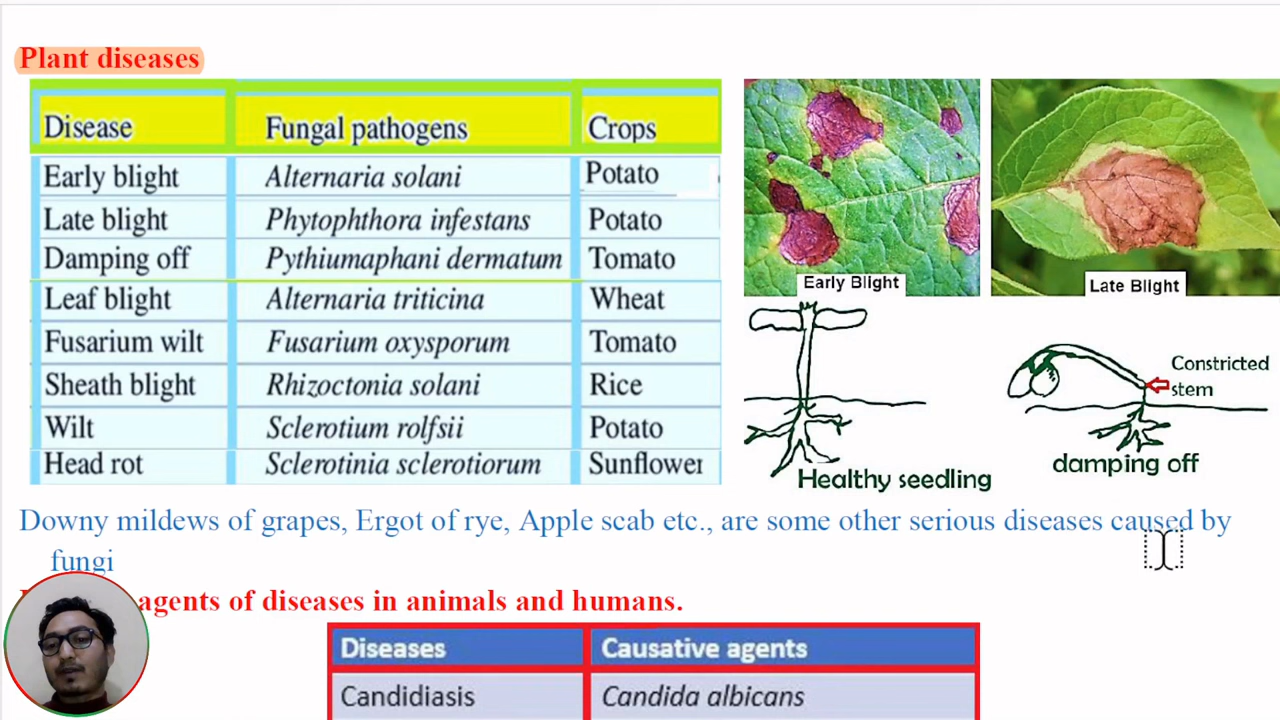 Plant diseases
Disease Fungal pathogens Crops
Early blight Alternaria solani Potato
Late blight Phytophthora infestans Potato
Damping off Pythiumaphani dermatum Tomato
Leaf blight Alternaria triticina Wheat
Fusarium wilt Fusarium oxysporum Tomato
Sheath blight Rhizoctonia solani Rice
Wilt Sclerotium rolfsii Potato
Head rot Sclerotinia sclerotiorum Sunflower
Early Blight
Late Blight
Healthy seedling
Constricted
stem
damping off
Downy mildews of grapes, Ergot of rye, Apple scab etc., are some other serious diseases caused by
fungi
agents of diseases in animals and humans.
Diseases Causative agents
Candidiasis Candida albicans